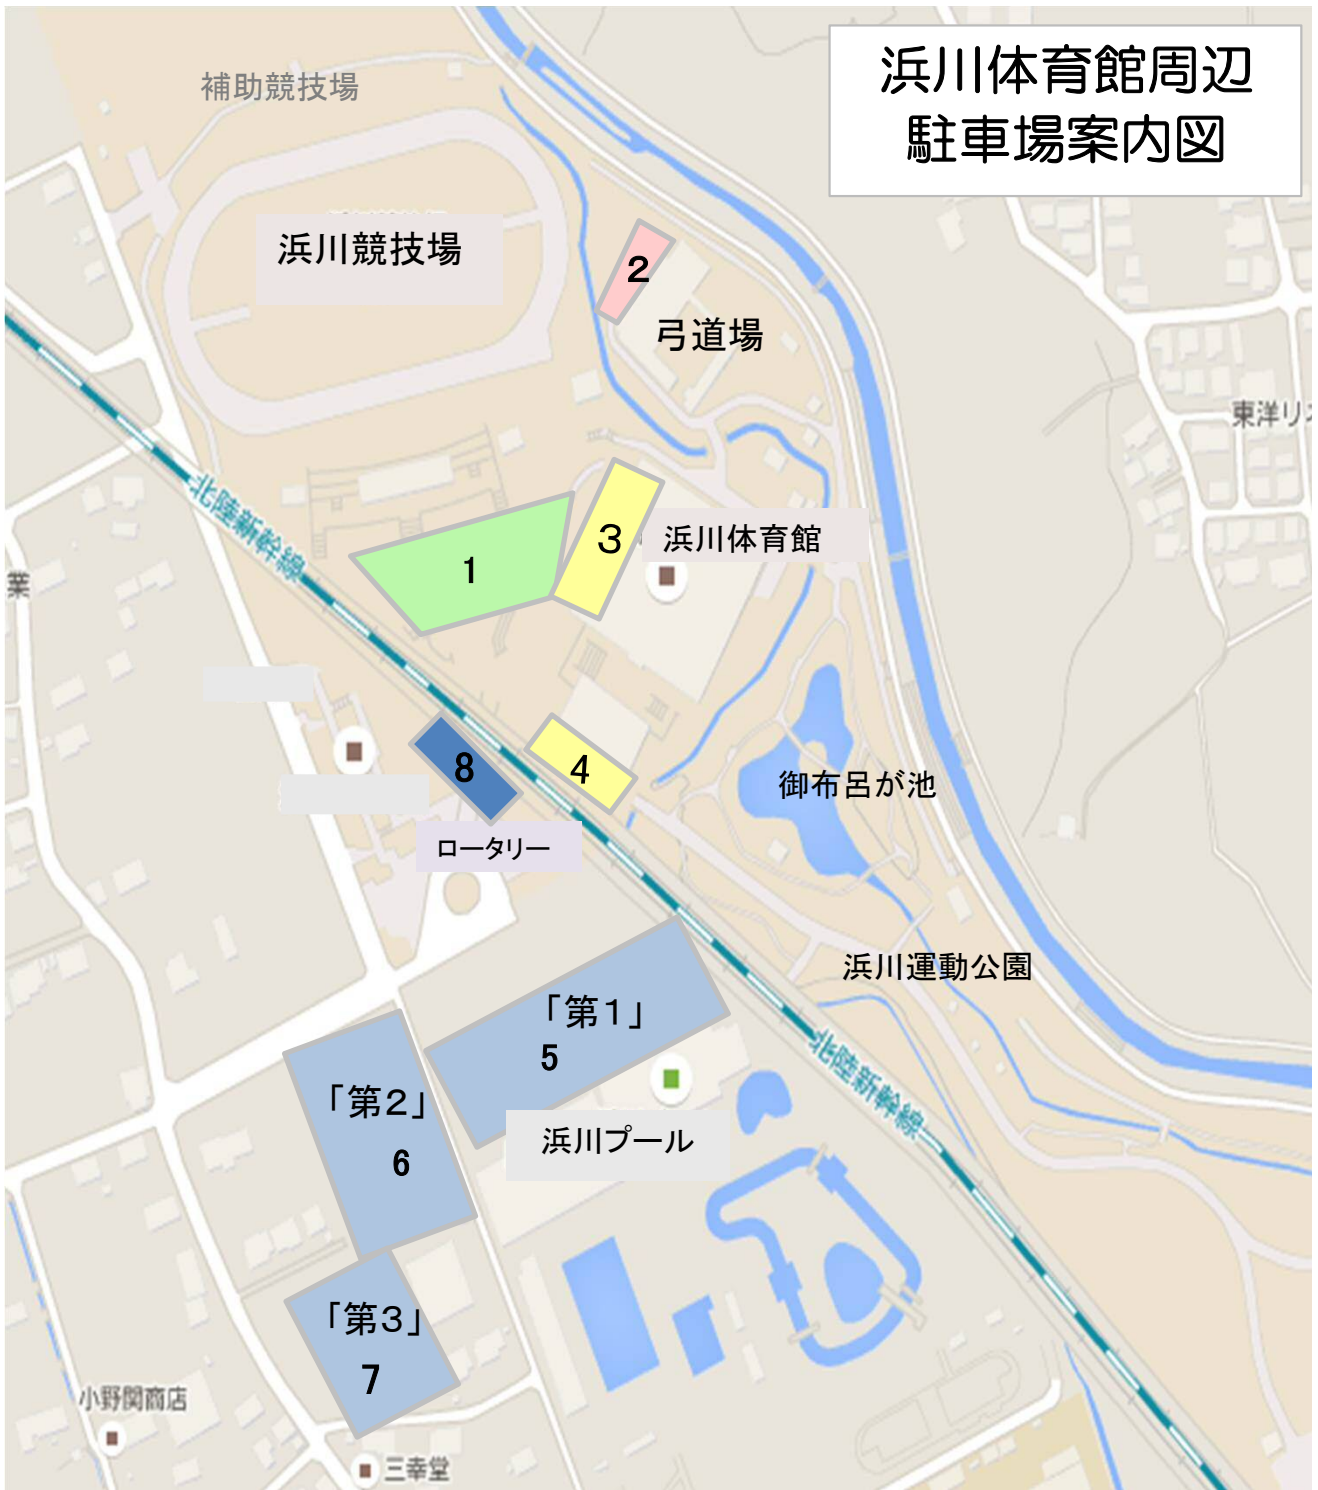 浜川体育館周辺
駐車場案内図
補助競技場
浜川競技場
2
弓道場
東洋リネ
北陸新幹線
3
浜川体育館
1
業
8
4
御布呂が池
ロータリー
浜川運動公園
「第１」
5
北陸新幹線
「第２」
6
浜川プール
「第３」
7
小野関商店
三幸堂